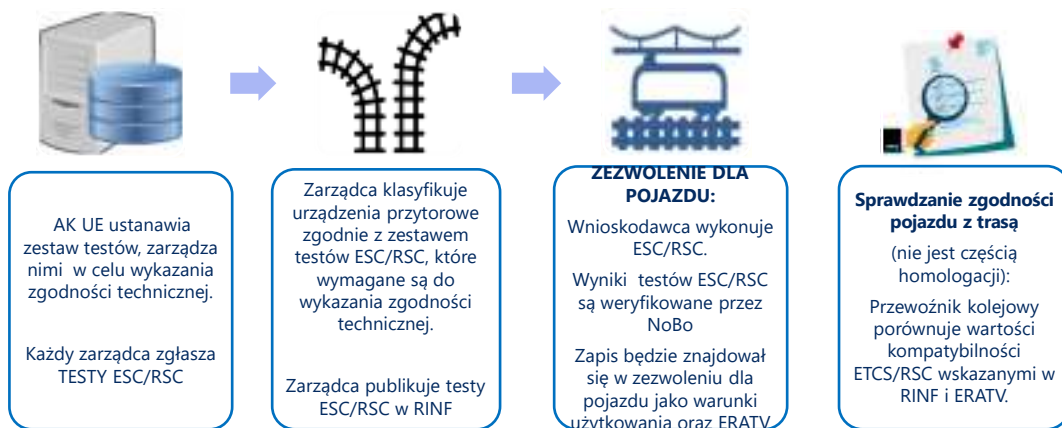 AK UE ustanawia
zestaw testów, zarządza
nimi w celu wykazania
zgodności technicznej.
Każdy zarządca zgłasza
TESTY ESC/RSC
Zarządca klasyfikuje
urządzenia przytorowe
zgodnie z zestawem
testów ESC/RSC, które
wymagane są do
wykazania zgodności
technicznej.
Zarządca publikuje testy
ESC/RSC w RINF
ZEZWOLENIE DLA
POJAZDU:
Wnioskodawca wykonuje
ESC/RSC.
Wyniki testów ESC/RSC
są weryfikowane przez
NoBo
Zapis będzie znajdował
się w zezwoleniu dla
pojazdu jako warunki
użytkowania oraz ERATV
Sprawdzanie zgodności
pojazdu z trasą
(nie jest częścią
homologacji):
Przewoźnik kolejowy
porównuje wartości
kompatybilności
ETCS/RSC wskazanymi w
RINF i ERATV.